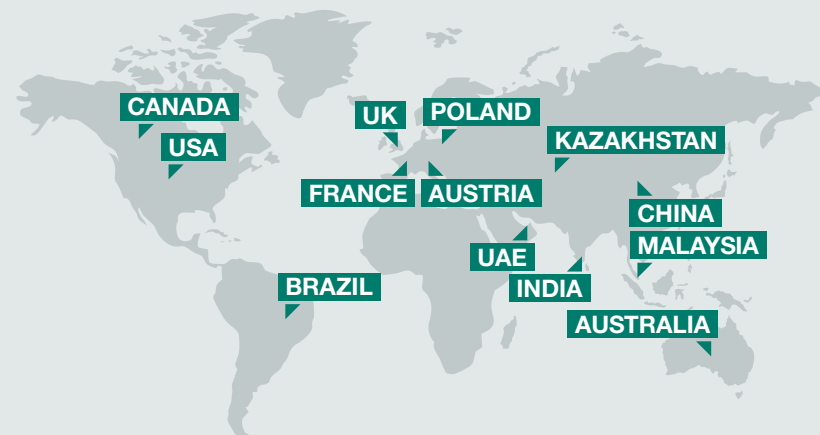 CANADA
USA
UK
POLAND
KAZAKHSTAN
FRANCE
AUSTRIA
CHINA
MALAYSIA
UAE
INDIA
BRAZIL
AUSTRALIA